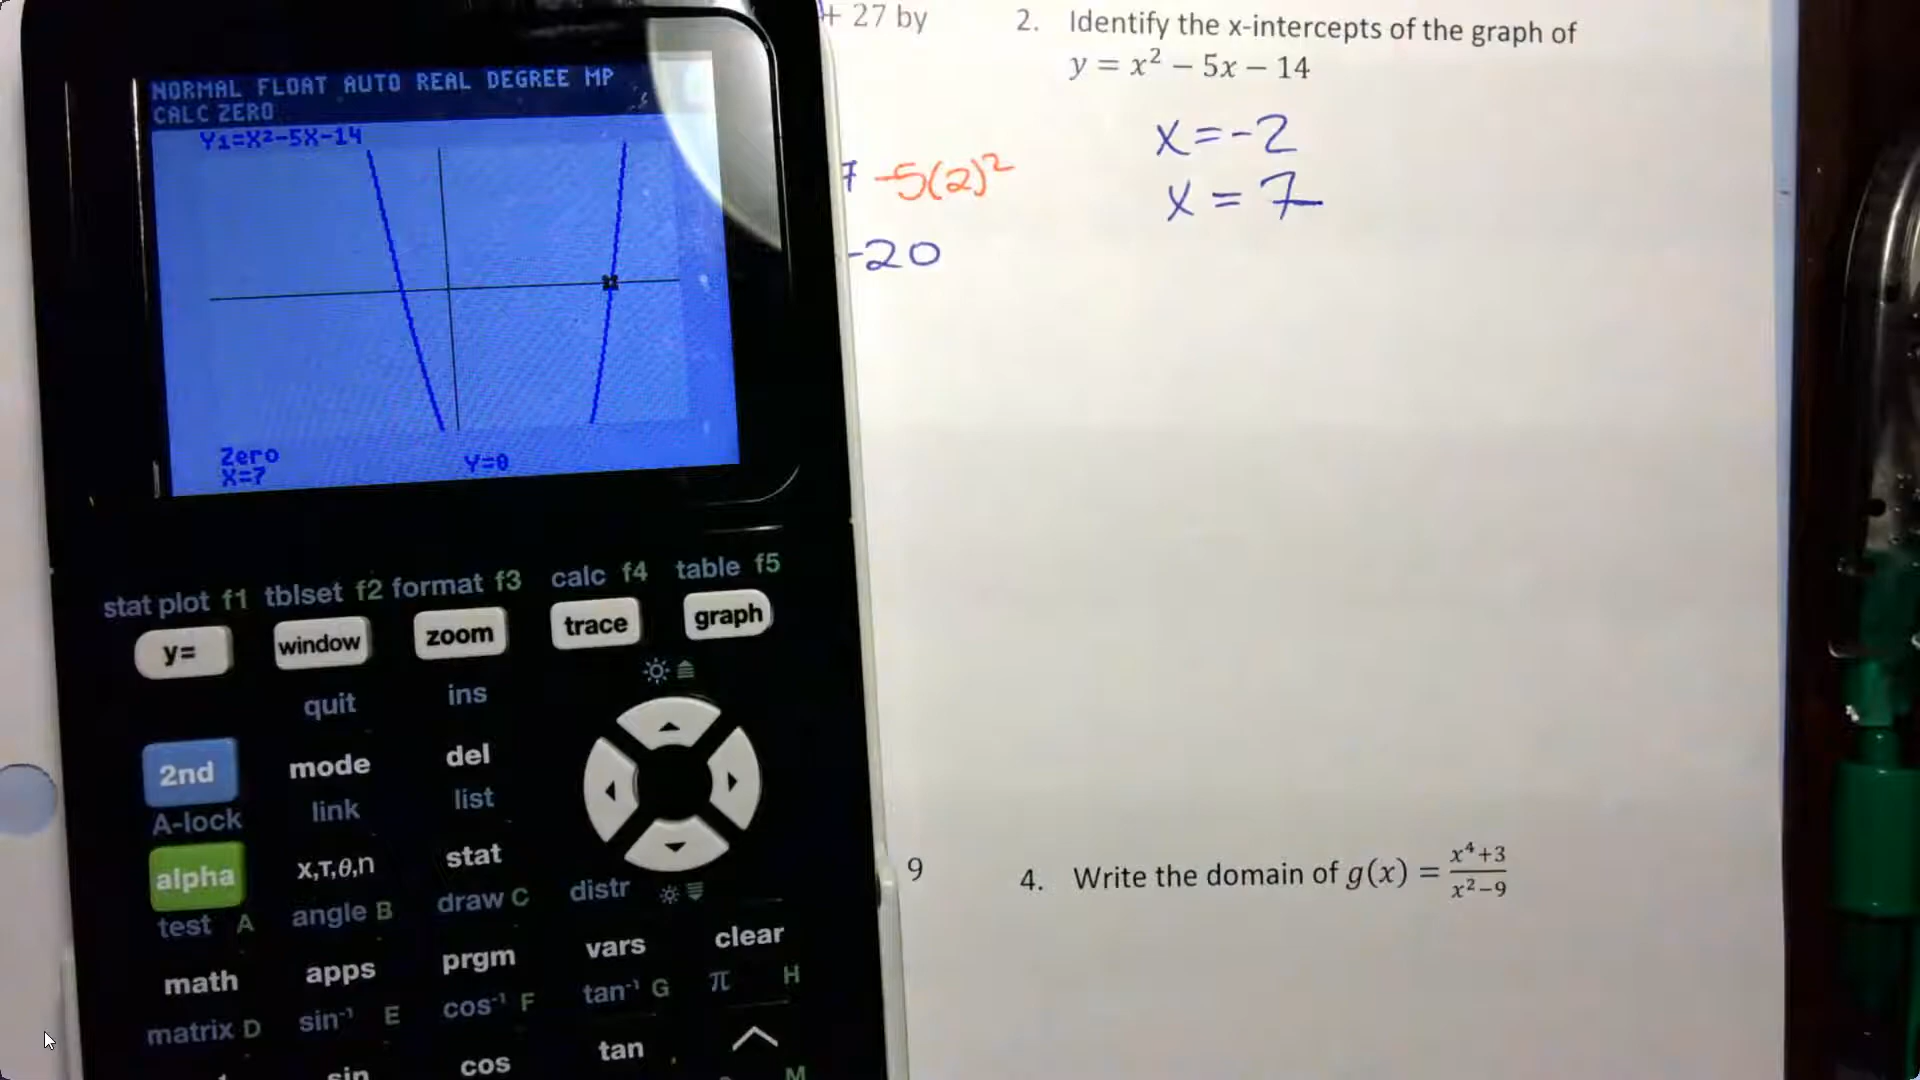 NORMAL FLOAT AUTO REAL DEGREE MP
CALC ZERO
Y1=X²-5X-14
Zero
X=7 Y=0
stat plot f1 tblset f2 format f3 calc f4 table f5
y= window zoom trace graph
quit ins
2nd mode del
A-lock link list
alpha X,T,θ,n stat
test A angle B draw C distr
math apps prgm vars clear
matrix D sin⁻¹ E cos⁻¹ F tan⁻¹ G π H
sin cos tan ^
M
+ 27 by
7 -5(2)²
-20
9
2. Identify the x-intercepts of the graph of
y = x² − 5x − 14
x=-2
x = 7
4. Write the domain of g(x) = x⁴+3 / x²−9